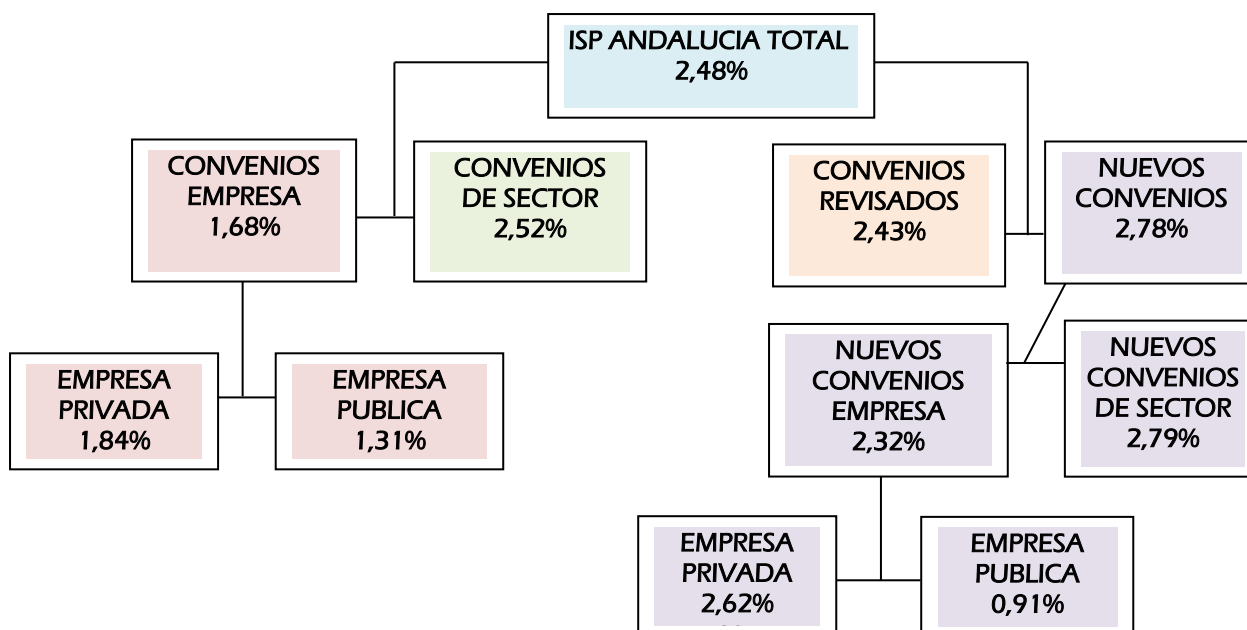 ISP ANDALUCIA TOTAL
2,48%
CONVENIOS
EMPRESA
1,68%
CONVENIOS
DE SECTOR
2,52%
CONVENIOS
REVISADOS
2,43%
NUEVOS
CONVENIOS
2,78%
EMPRESA
PRIVADA
1,84%
EMPRESA
PUBLICA
1,31%
NUEVOS
CONVENIOS
EMPRESA
2,32%
NUEVOS
CONVENIOS
DE SECTOR
2,79%
EMPRESA
PRIVADA
2,62%
EMPRESA
PUBLICA
0,91%